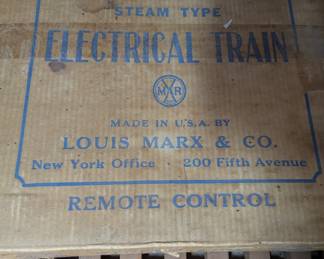 STEAM TYPE
ELECTRICAL TRAIN
MAR
MADE IN U.S.A. BY
LOUIS MARX & CO.
New York Office · 200 Fifth Avenue
REMOTE CONTROL